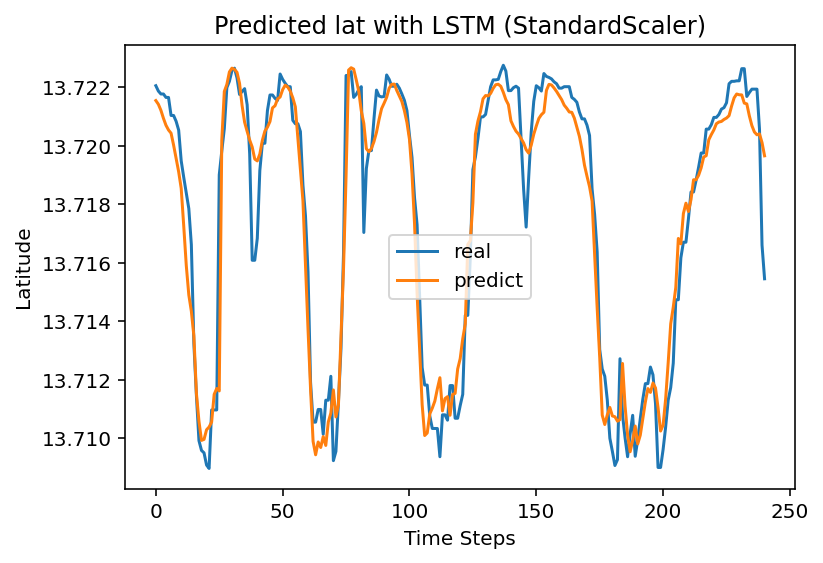 Predicted lat with LSTM (StandardScaler)
Latitude
13.722
13.720
13.718
13.716
13.714
13.712
13.710
real
predict
0 50 100 150 200 250
Time Steps